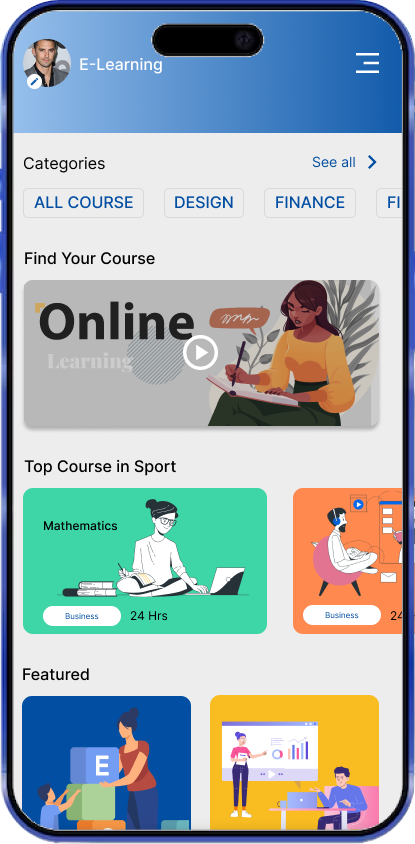 E-Learning
Categories
See all
ALL COURSE
DESIGN
FINANCE
FI
Find Your Course
Online
Learning
Top Course in Sport
Mathematics
Business
24 Hrs
Business
24
Featured
E